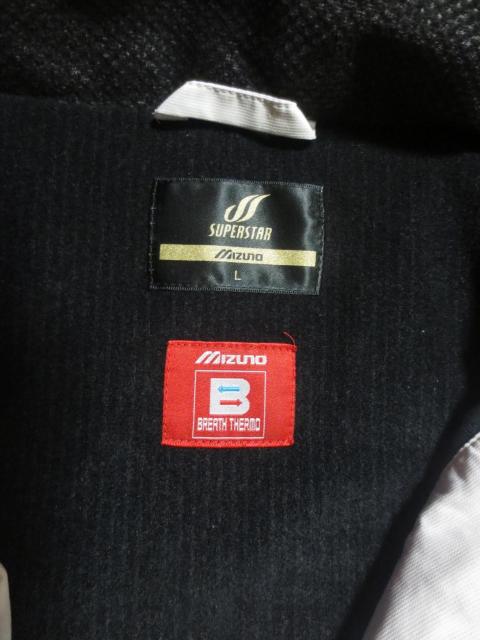 SUPERSTAR
MIZUNO
L
MIZUNO
B
BREATH THERMO